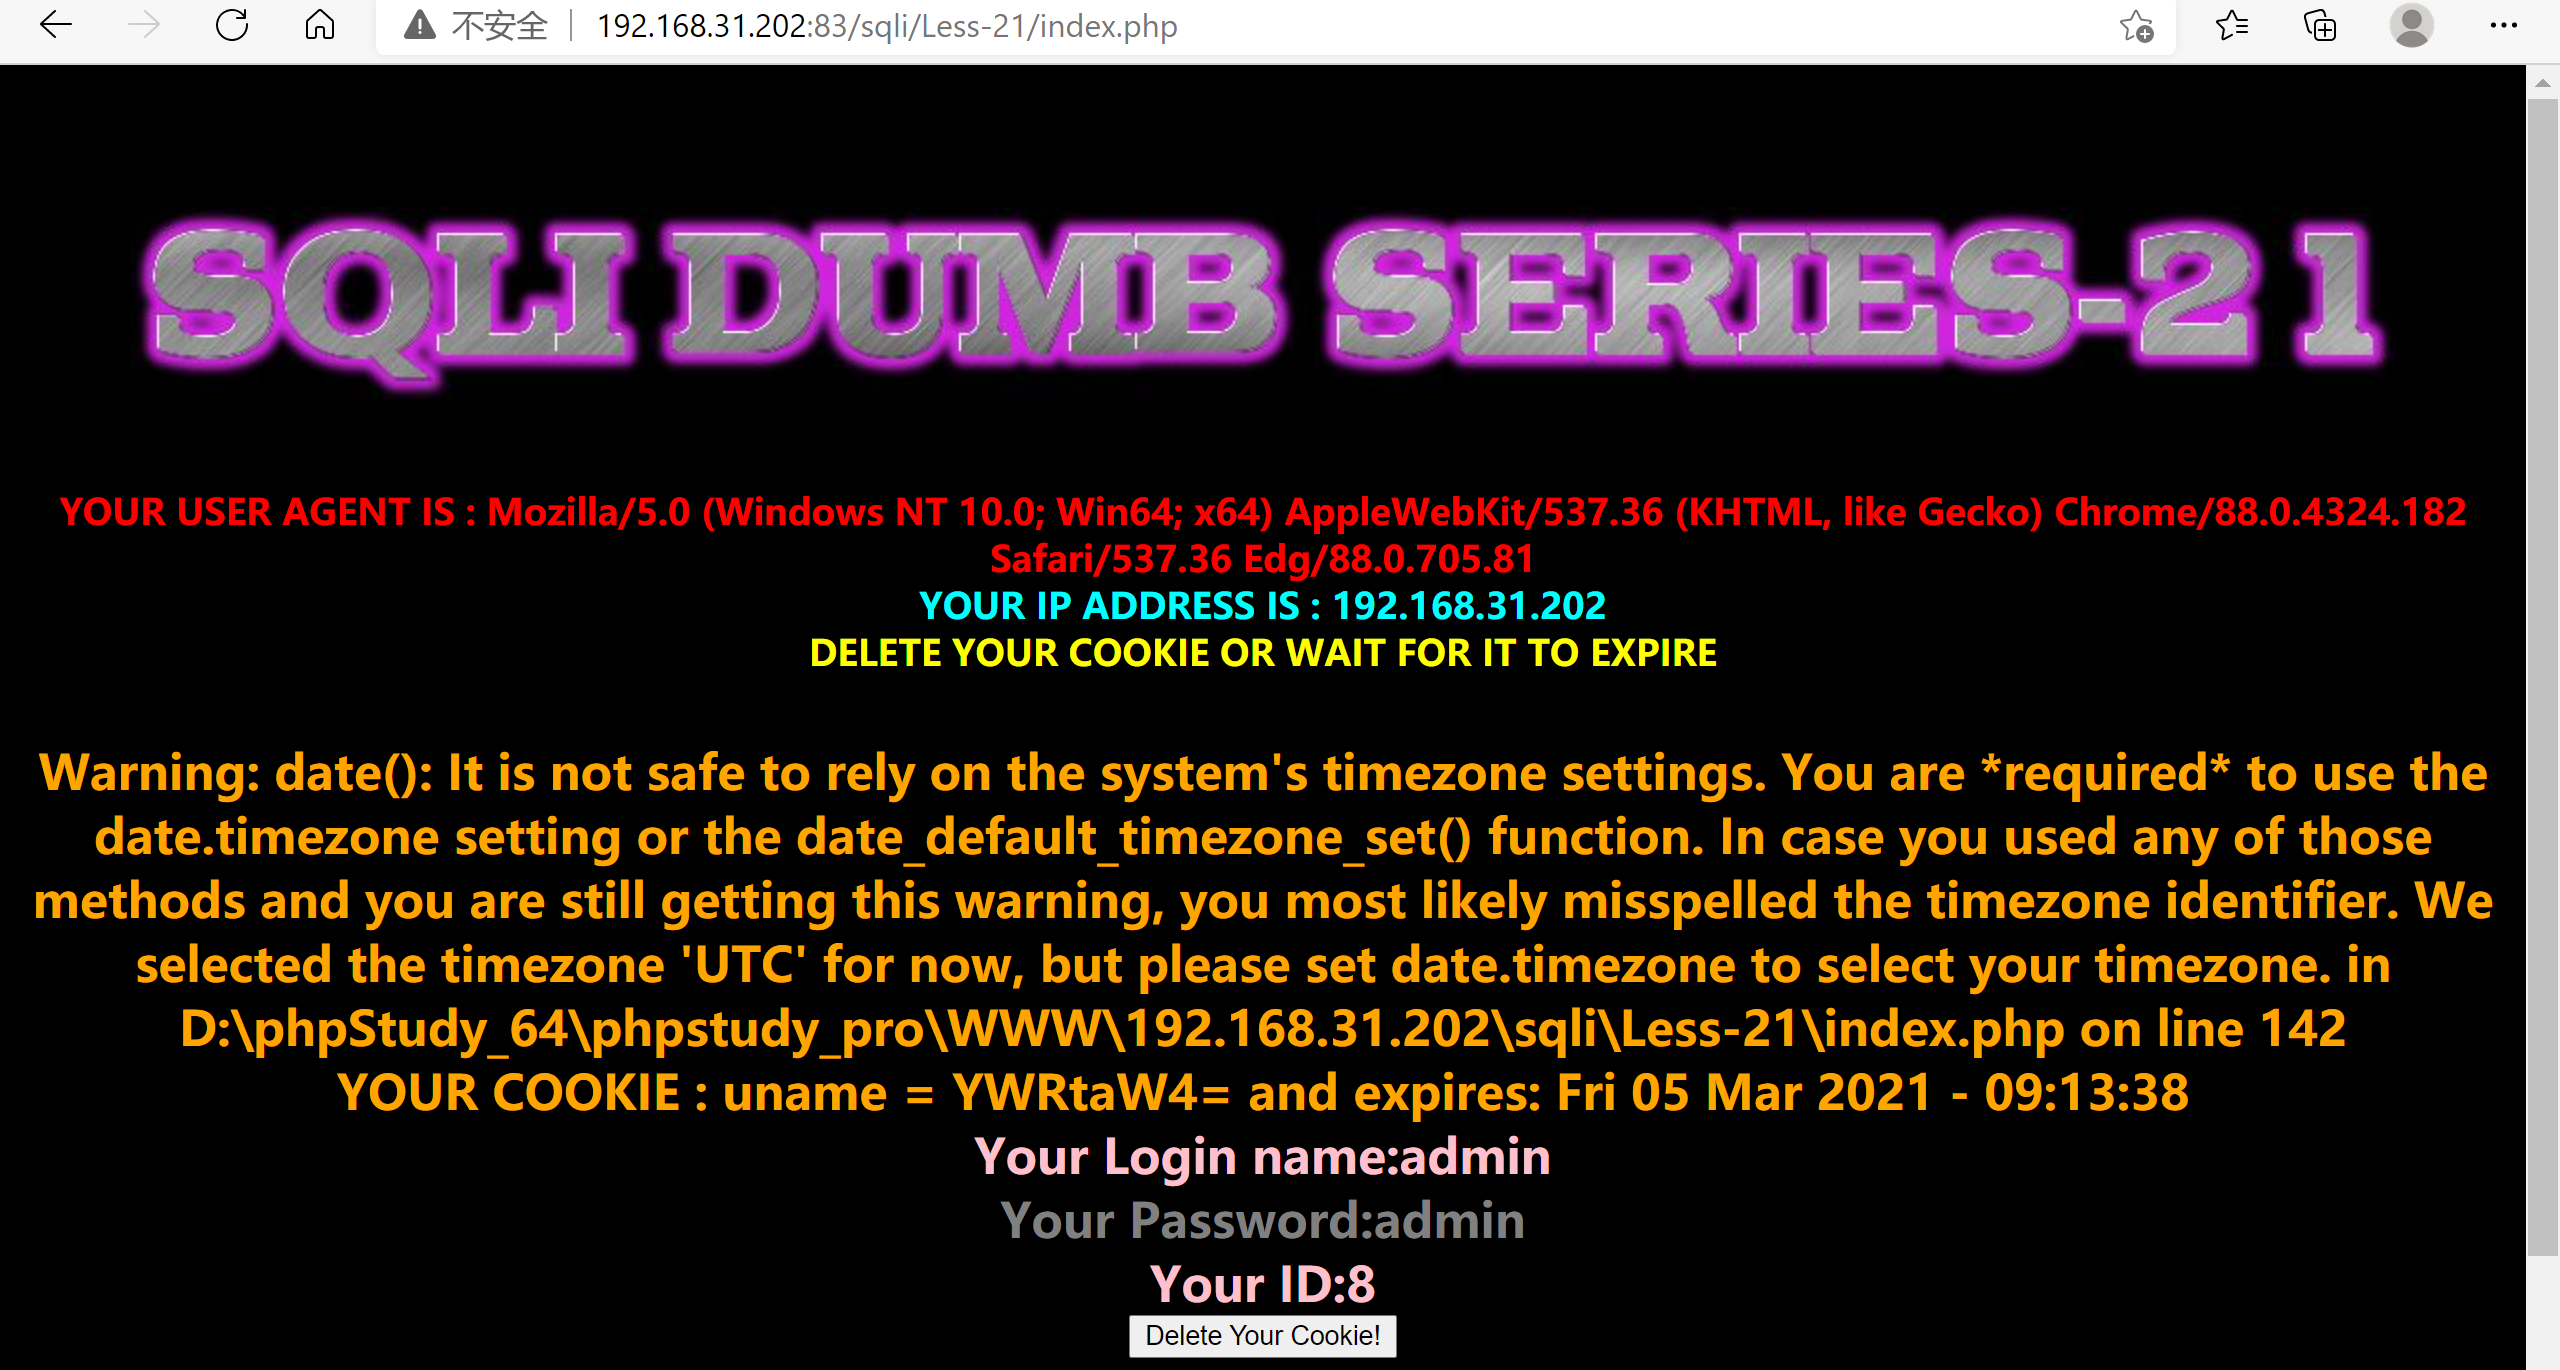 不安全 192.168.31.202:83/sqli/Less-21/index.php
SQLI DUMB SERIES-21
YOUR USER AGENT IS : Mozilla/5.0 (Windows NT 10.0; Win64; x64) AppleWebKit/537.36 (KHTML, like Gecko) Chrome/88.0.4324.182
Safari/537.36 Edg/88.0.705.81
YOUR IP ADDRESS IS : 192.168.31.202
DELETE YOUR COOKIE OR WAIT FOR IT TO EXPIRE
Warning: date(): It is not safe to rely on the system's timezone settings. You are *required* to use the
date.timezone setting or the date_default_timezone_set() function. In case you used any of those
methods and you are still getting this warning, you most likely misspelled the timezone identifier. We
selected the timezone 'UTC' for now, but please set date.timezone to select your timezone. in
D:\phpStudy_64\phpstudy_pro\WWW\192.168.31.202\sqli\Less-21\index.php on line 142
YOUR COOKIE : uname = YWRtaW4= and expires: Fri 05 Mar 2021 - 09:13:38
Your Login name:admin
Your Password:admin
Your ID:8
Delete Your Cookie!